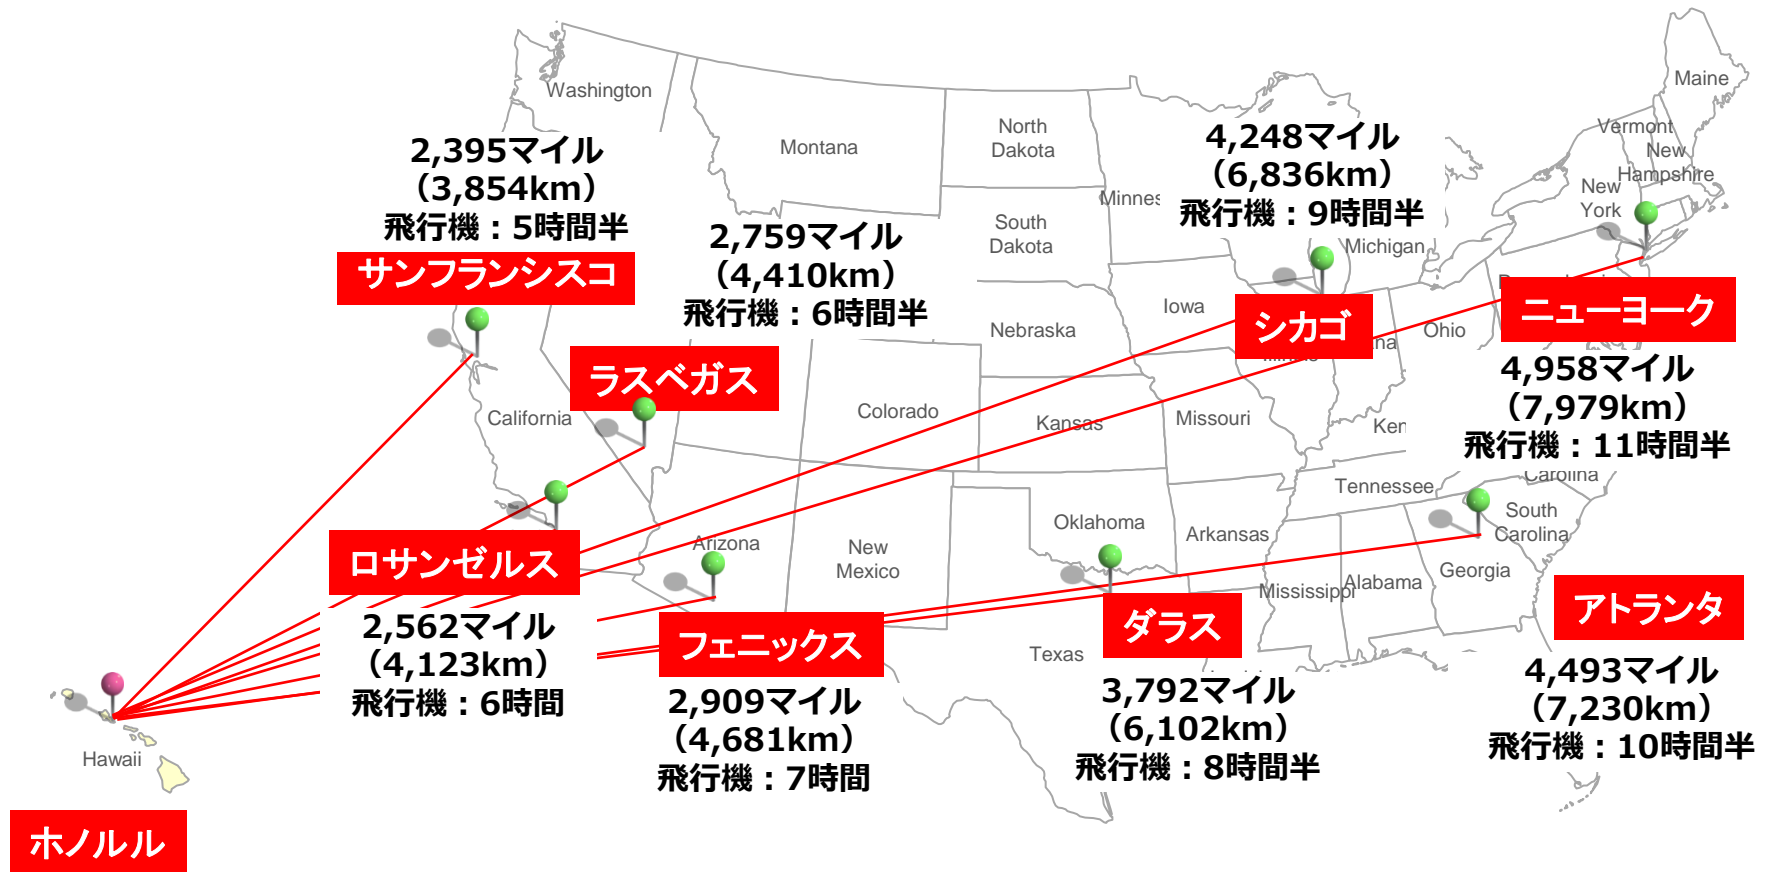 Washington
Montana
North
Dakota
Minnes
South
Dakota
Nebraska
Iowa
Michigan
Maine
Vermont
New
Hampshire
New
York
2,395マイル
（3,854km）
飛行機：5時間半
サンフランシスコ
2,759マイル
（4,410km）
飛行機：6時間半
ラスベガス
4,248マイル
（6,836km）
飛行機：9時間半
シカゴ
ニューヨーク
4,958マイル
（7,979km）
飛行機：11時間半
Ohio
na
California
Colorado
Kansas
Missouri
Ken
Carolina
Tennessee
South
Carolina
Oklahoma
Arkansas
Arizona
New
Mexico
Mississippi
Alabama
Georgia
Texas
ロサンゼルス
2,562マイル
（4,123km）
飛行機：6時間
フェニックス
2,909マイル
（4,681km）
飛行機：7時間
ダラス
3,792マイル
（6,102km）
飛行機：8時間半
アトランタ
4,493マイル
（7,230km）
飛行機：10時間半
Hawaii
ホノルル